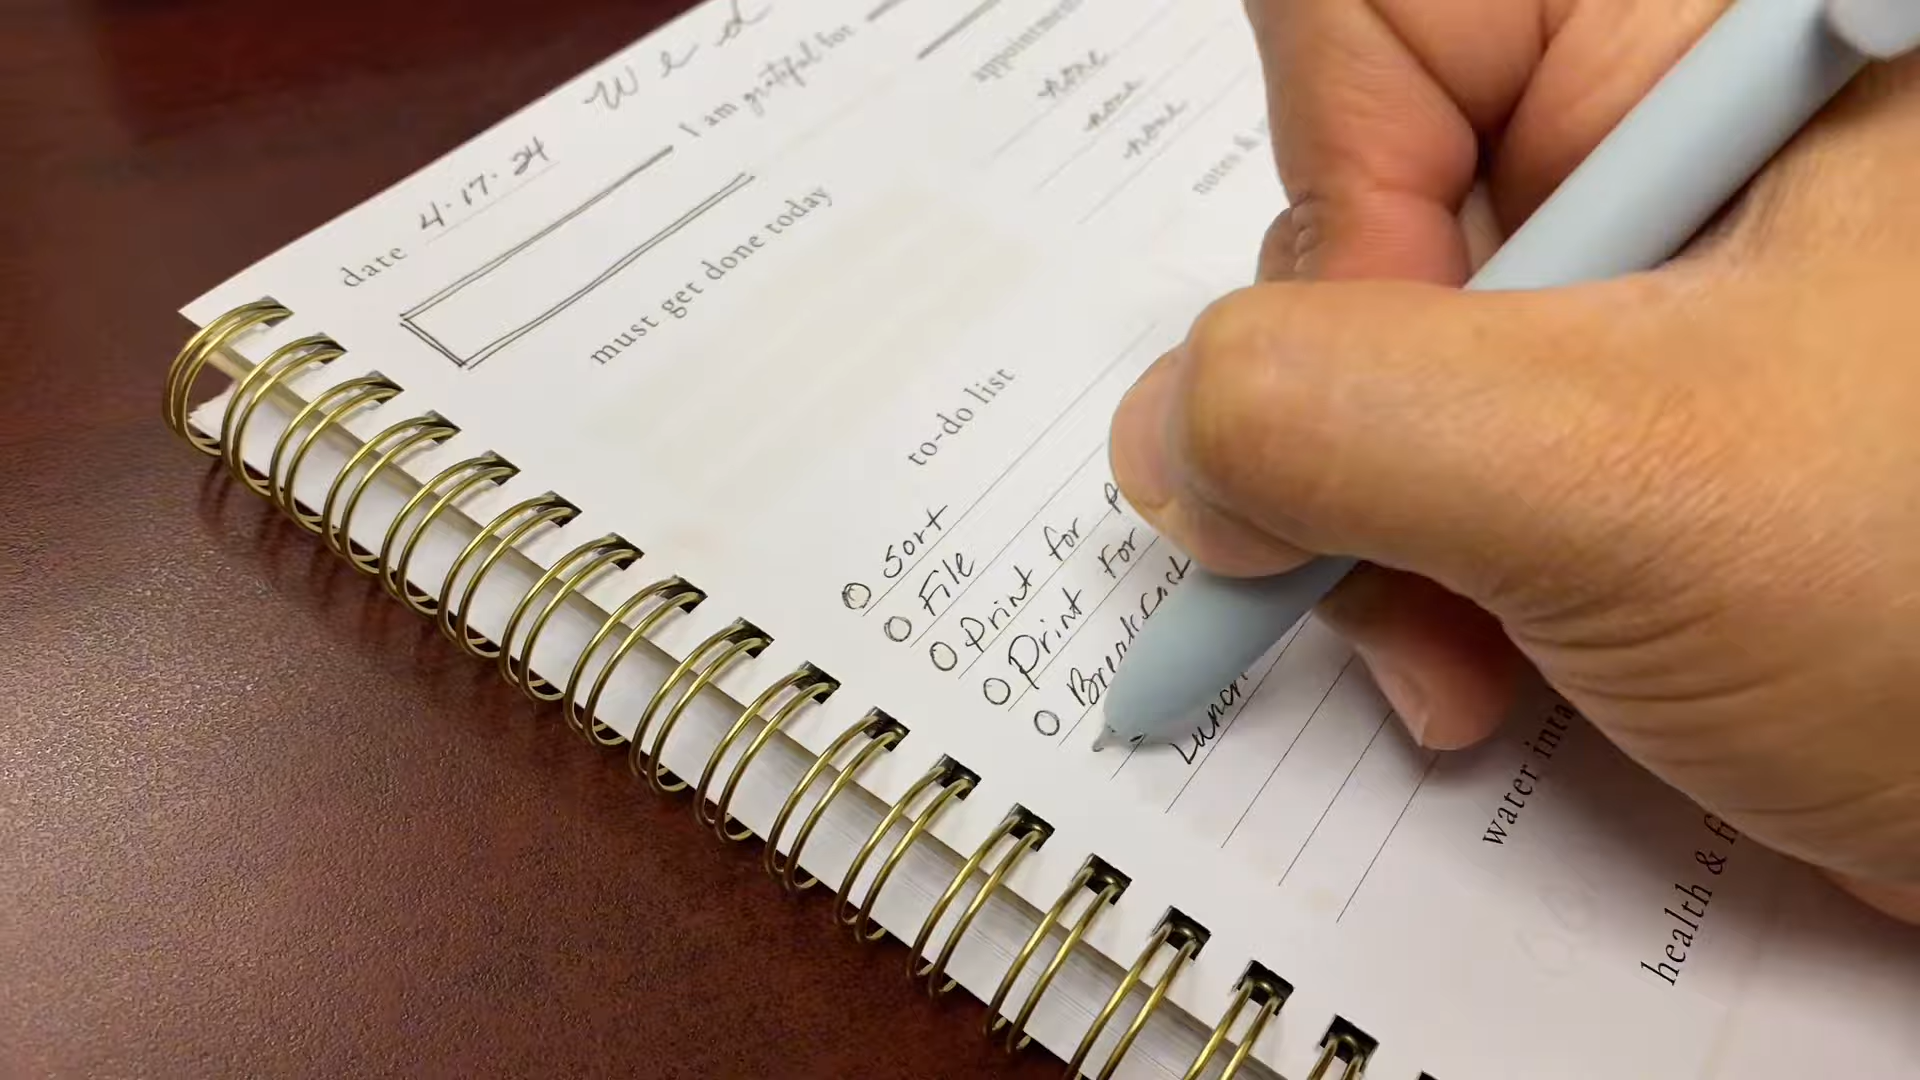 Wed
date 4.17.24
I am grateful for
must get done today
appointments
none
none
none
notes &
to-do list
Sort
File
Print for
Print For
Breakfast
Lunch
water
health &